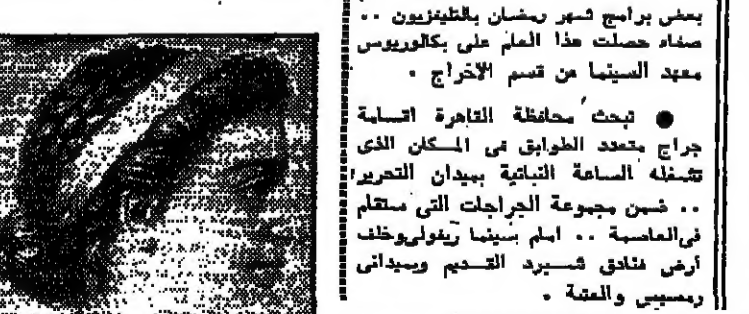 بعض برامج شهر رمضان بالتليفزيون ..
صفاء حصلت هذا العام على بكالوريوس
معهد السينما من قسم الاخراج .
● تبحث محافظة القاهرة اقامة
جراج متعدد الطوابق فى المكان الذى
تشغله الساعة النباتية بميدان التحرير
.. ضمن مجموعة الجراجات التى ستقام
فى العاصمة .. امام سينما ريفولى وخلف
أرض فنادق شبرد القديم وبميدانى
رمسيس والعتبة .